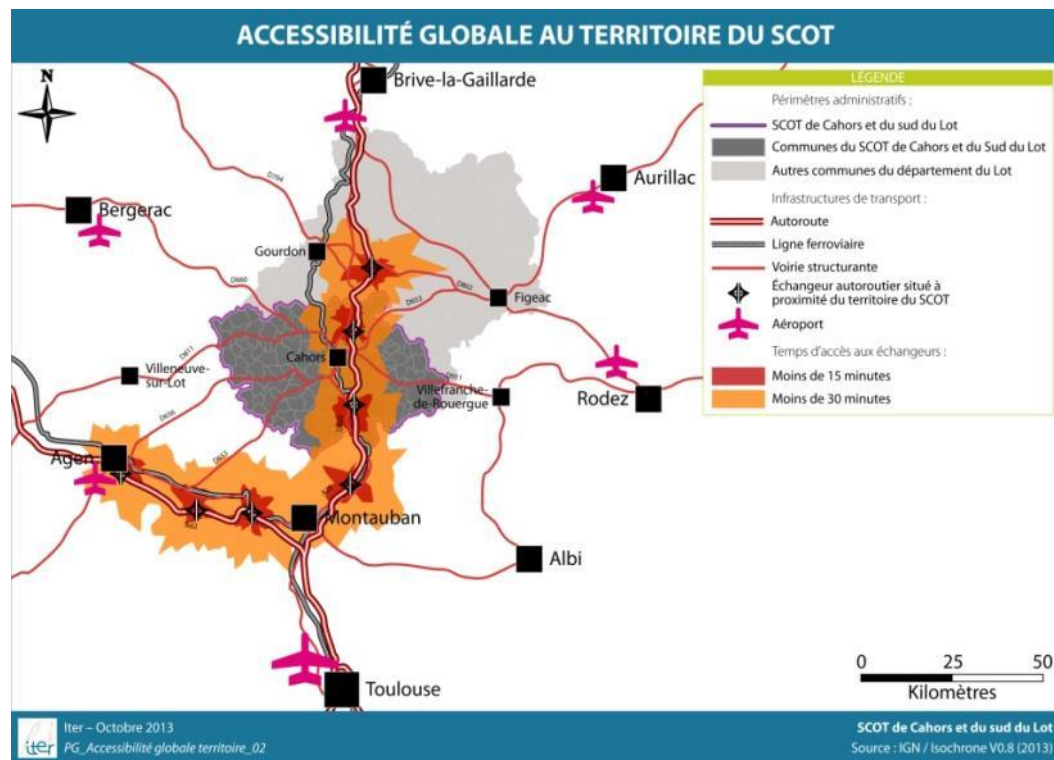 ACCESSIBILITÉ GLOBALE AU TERRITOIRE DU SCOT
N
Brive-la-Gaillarde
LÉGENDE
Périmètres administratifs :
SCOT de Cahors et du sud du Lot
Communes du SCOT de Cahors et du Sud du Lot
Autres communes du département du Lot
Infrastructures de transport :
Autoroute
Ligne ferroviaire
Voirie structurante
Échangeur autoroutier situé à
proximité du territoire du SCOT
Aéroport
Temps d'accès aux échangeurs :
Moins de 15 minutes
Moins de 30 minutes
D704
Aurillac
Bergerac
Gourdon
D660
D802
D653
Figeac
D811
Cahors
Villeneuve-
sur-Lot
D911
Villefranche-
de-Rouergue
Rodez
D656
D653
Agen
Montauban
Albi
Toulouse
0 25 50
Kilomètres
iter
Iter – Octobre 2013
PG_Accessibilité globale territoire_02
SCOT de Cahors et du sud du Lot
Source : IGN / Isochrone V0.8 (2013)